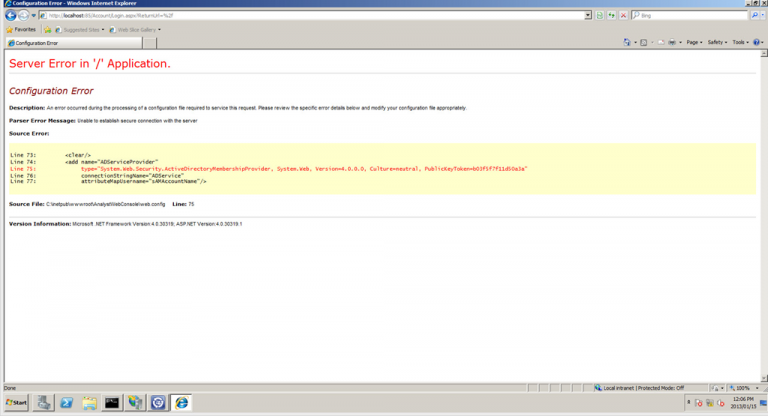 Configuration Error - Windows Internet Explorer
http://localhost:85/Account/Login.aspx?ReturnUrl=%2f
Bing
Favorites
Suggested Sites
Web Slice Gallery
Configuration Error
Page
Safety
Tools
Server Error in '/' Application.
Configuration Error
Description: An error occurred during the processing of a configuration file required to service this request. Please review the specific error details below and modify your configuration file appropriately.
Parser Error Message: Unable to establish secure connection with the server
Source Error:
Line 73: <clear/>
Line 74: <add name="ADServiceProvider"
Line 75: type="System.Web.Security.ActiveDirectoryMembershipProvider, System.Web, Version=4.0.0.0, Culture=neutral, PublicKeyToken=b03f5f7f11d50a3a"
Line 76: connectionStringName="ADService"
Line 77: attributeMapUsername="sAMAccountName"/>
Source File: C:\inetpub\wwwroot\Analyst\WebConsole\web.config Line: 75
Version Information: Microsoft .NET Framework Version:4.0.30319; ASP.NET Version:4.0.30319.1
Done
Local intranet | Protected Mode: Off
100%
Start
12:06 PM
2013/01/15